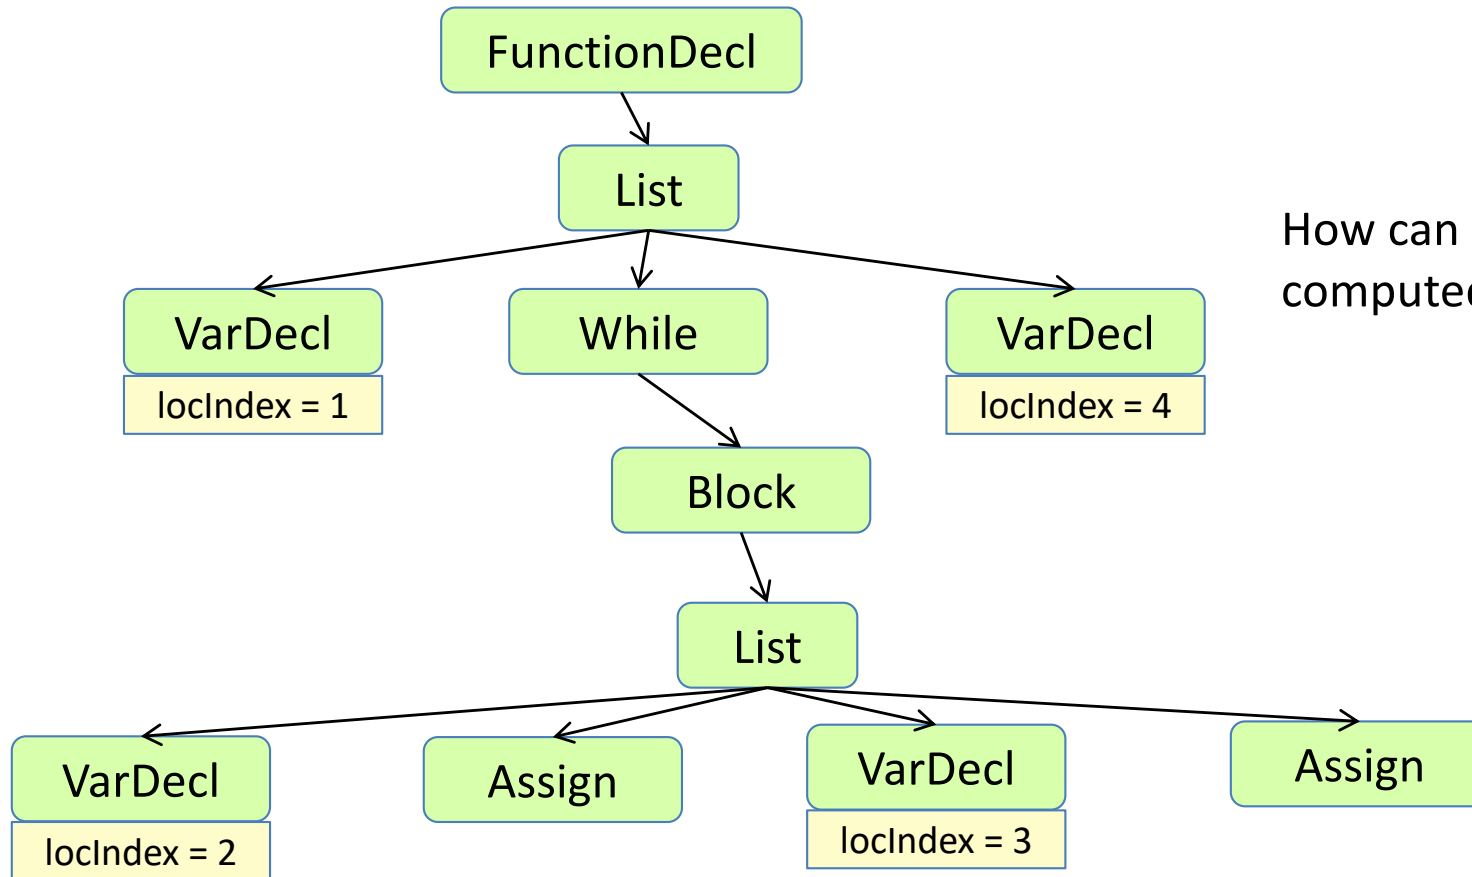 FunctionDecl
List
How can
VarDecl
While
VarDecl
locIndex = 1
locIndex = 4
Block
List
VarDecl
Assign
VarDecl
Assign
locIndex = 2
locIndex = 3